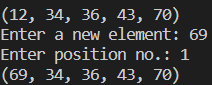 (12, 34, 36, 43, 70)
Enter a new element: 69
Enter position no.: 1
(69, 34, 36, 43, 70)